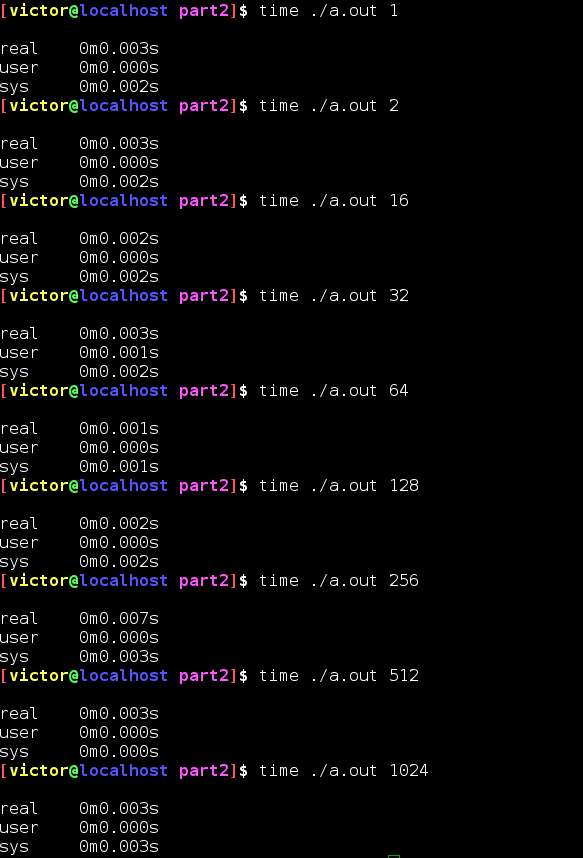 [victor@localhost part2]$ time ./a.out 1
real 0m0.003s
user 0m0.000s
sys 0m0.002s
[victor@localhost part2]$ time ./a.out 2
real 0m0.003s
user 0m0.000s
sys 0m0.002s
[victor@localhost part2]$ time ./a.out 16
real 0m0.002s
user 0m0.000s
sys 0m0.002s
[victor@localhost part2]$ time ./a.out 32
real 0m0.003s
user 0m0.001s
sys 0m0.002s
[victor@localhost part2]$ time ./a.out 64
real 0m0.001s
user 0m0.000s
sys 0m0.001s
[victor@localhost part2]$ time ./a.out 128
real 0m0.002s
user 0m0.000s
sys 0m0.002s
[victor@localhost part2]$ time ./a.out 256
real 0m0.007s
user 0m0.000s
sys 0m0.003s
[victor@localhost part2]$ time ./a.out 512
real 0m0.003s
user 0m0.000s
sys 0m0.000s
[victor@localhost part2]$ time ./a.out 1024
real 0m0.003s
user 0m0.000s
sys 0m0.003s